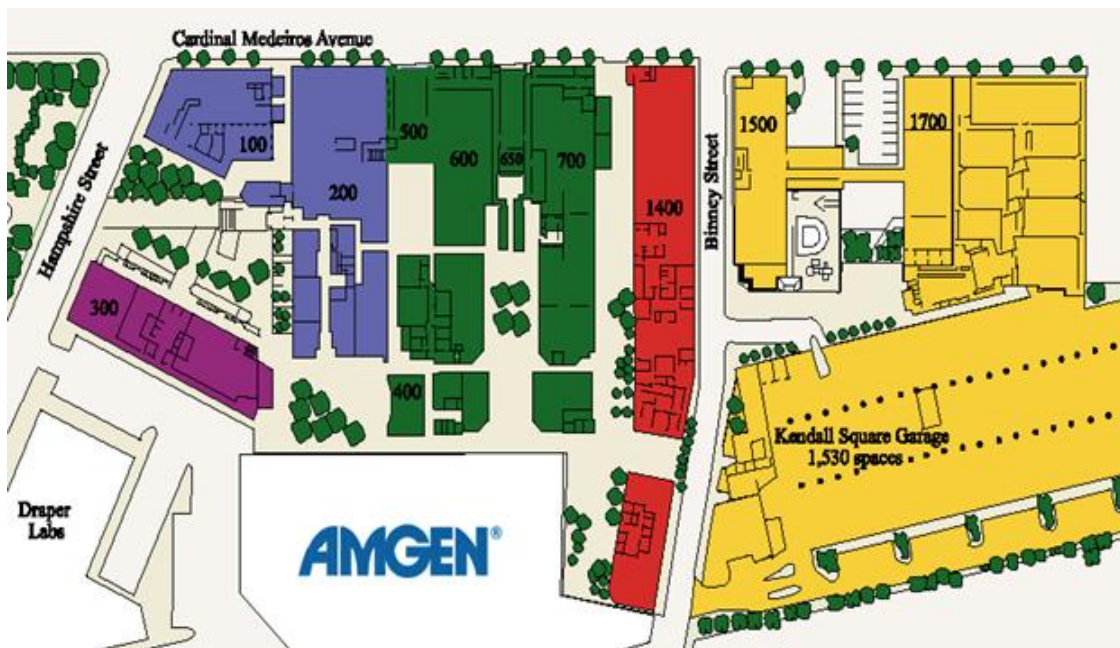 Cardinal Medeiros Avenue
Hampshire Street
100
200
300
400
500
600
650
700
1400
Binney Street
1500
1700
Kendall Square Garage
1,530 spaces
Draper
Labs
AMGEN®